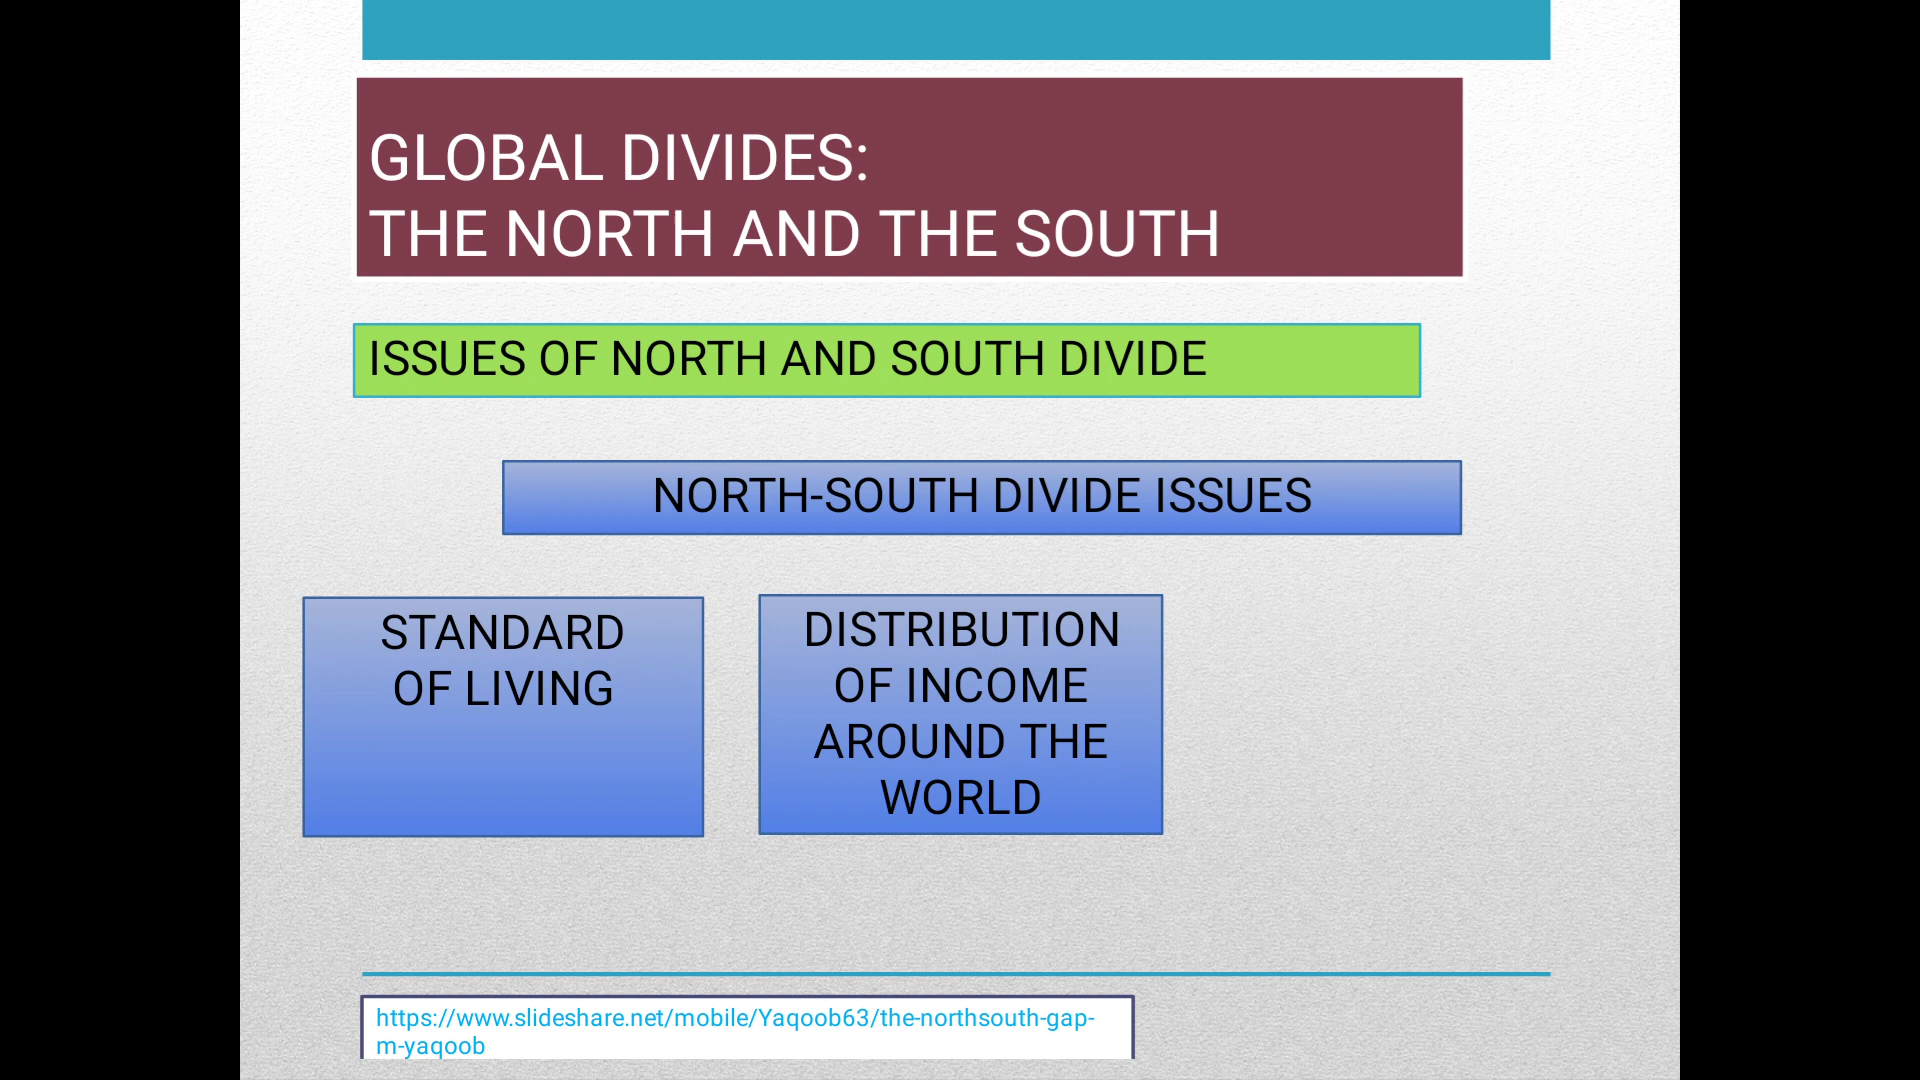 GLOBAL DIVIDES:
THE NORTH AND THE SOUTH
ISSUES OF NORTH AND SOUTH DIVIDE
NORTH-SOUTH DIVIDE ISSUES
STANDARD
OF LIVING
DISTRIBUTION
OF INCOME
AROUND THE
WORLD
https://www.slideshare.net/mobile/Yaqoob63/the-northsouth-gap-
m-yaqoob